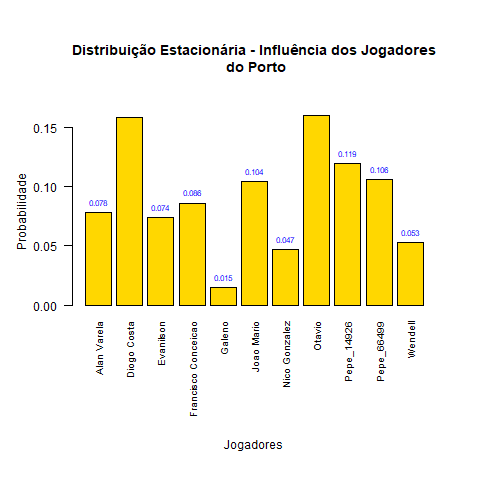 Distribuição Estacionária - Influência dos Jogadores
do Porto
Probabilidade
0.15
0.10
0.05
0.00
0.078
0.074
0.086
0.015
0.104
0.047
0.119
0.106
0.053
Alan Varela
Diogo Costa
Evanilson
Francisco Conceicao
Galeno
Joao Mario
Nico Gonzalez
Otavio
Pepe_14926
Pepe_66499
Wendell
Jogadores